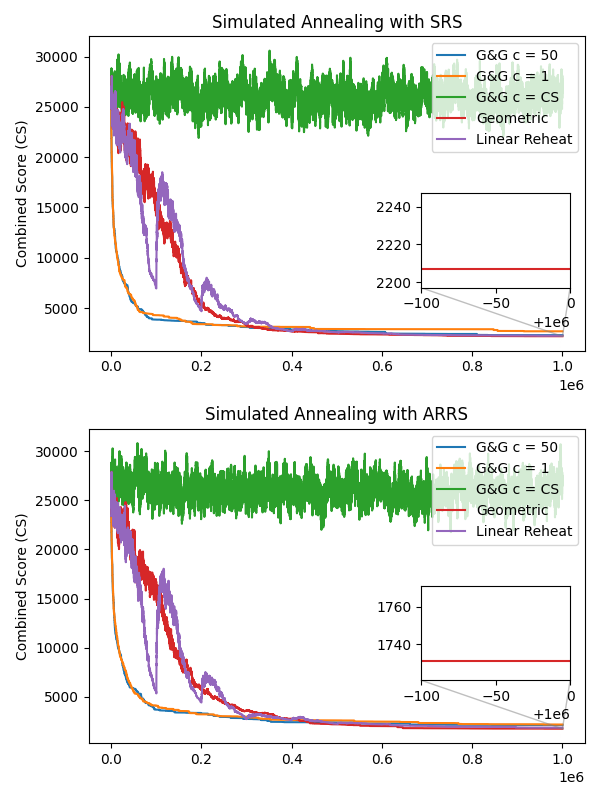 Simulated Annealing with SRS
Combined Score (CS)
30000
25000
20000
15000
10000
5000
G&G c = 50
G&G c = 1
G&G c = CS
Geometric
Linear Reheat
2240
2220
2200
−100 −50 0
+1e6
0.0 0.2 0.4 0.6 0.8 1.0
1e6
Simulated Annealing with ARRS
Combined Score (CS)
30000
25000
20000
15000
10000
5000
G&G c = 50
G&G c = 1
G&G c = CS
Geometric
Linear Reheat
1760
1740
−100 −50 0
+1e6
0.0 0.2 0.4 0.6 0.8 1.0
1e6